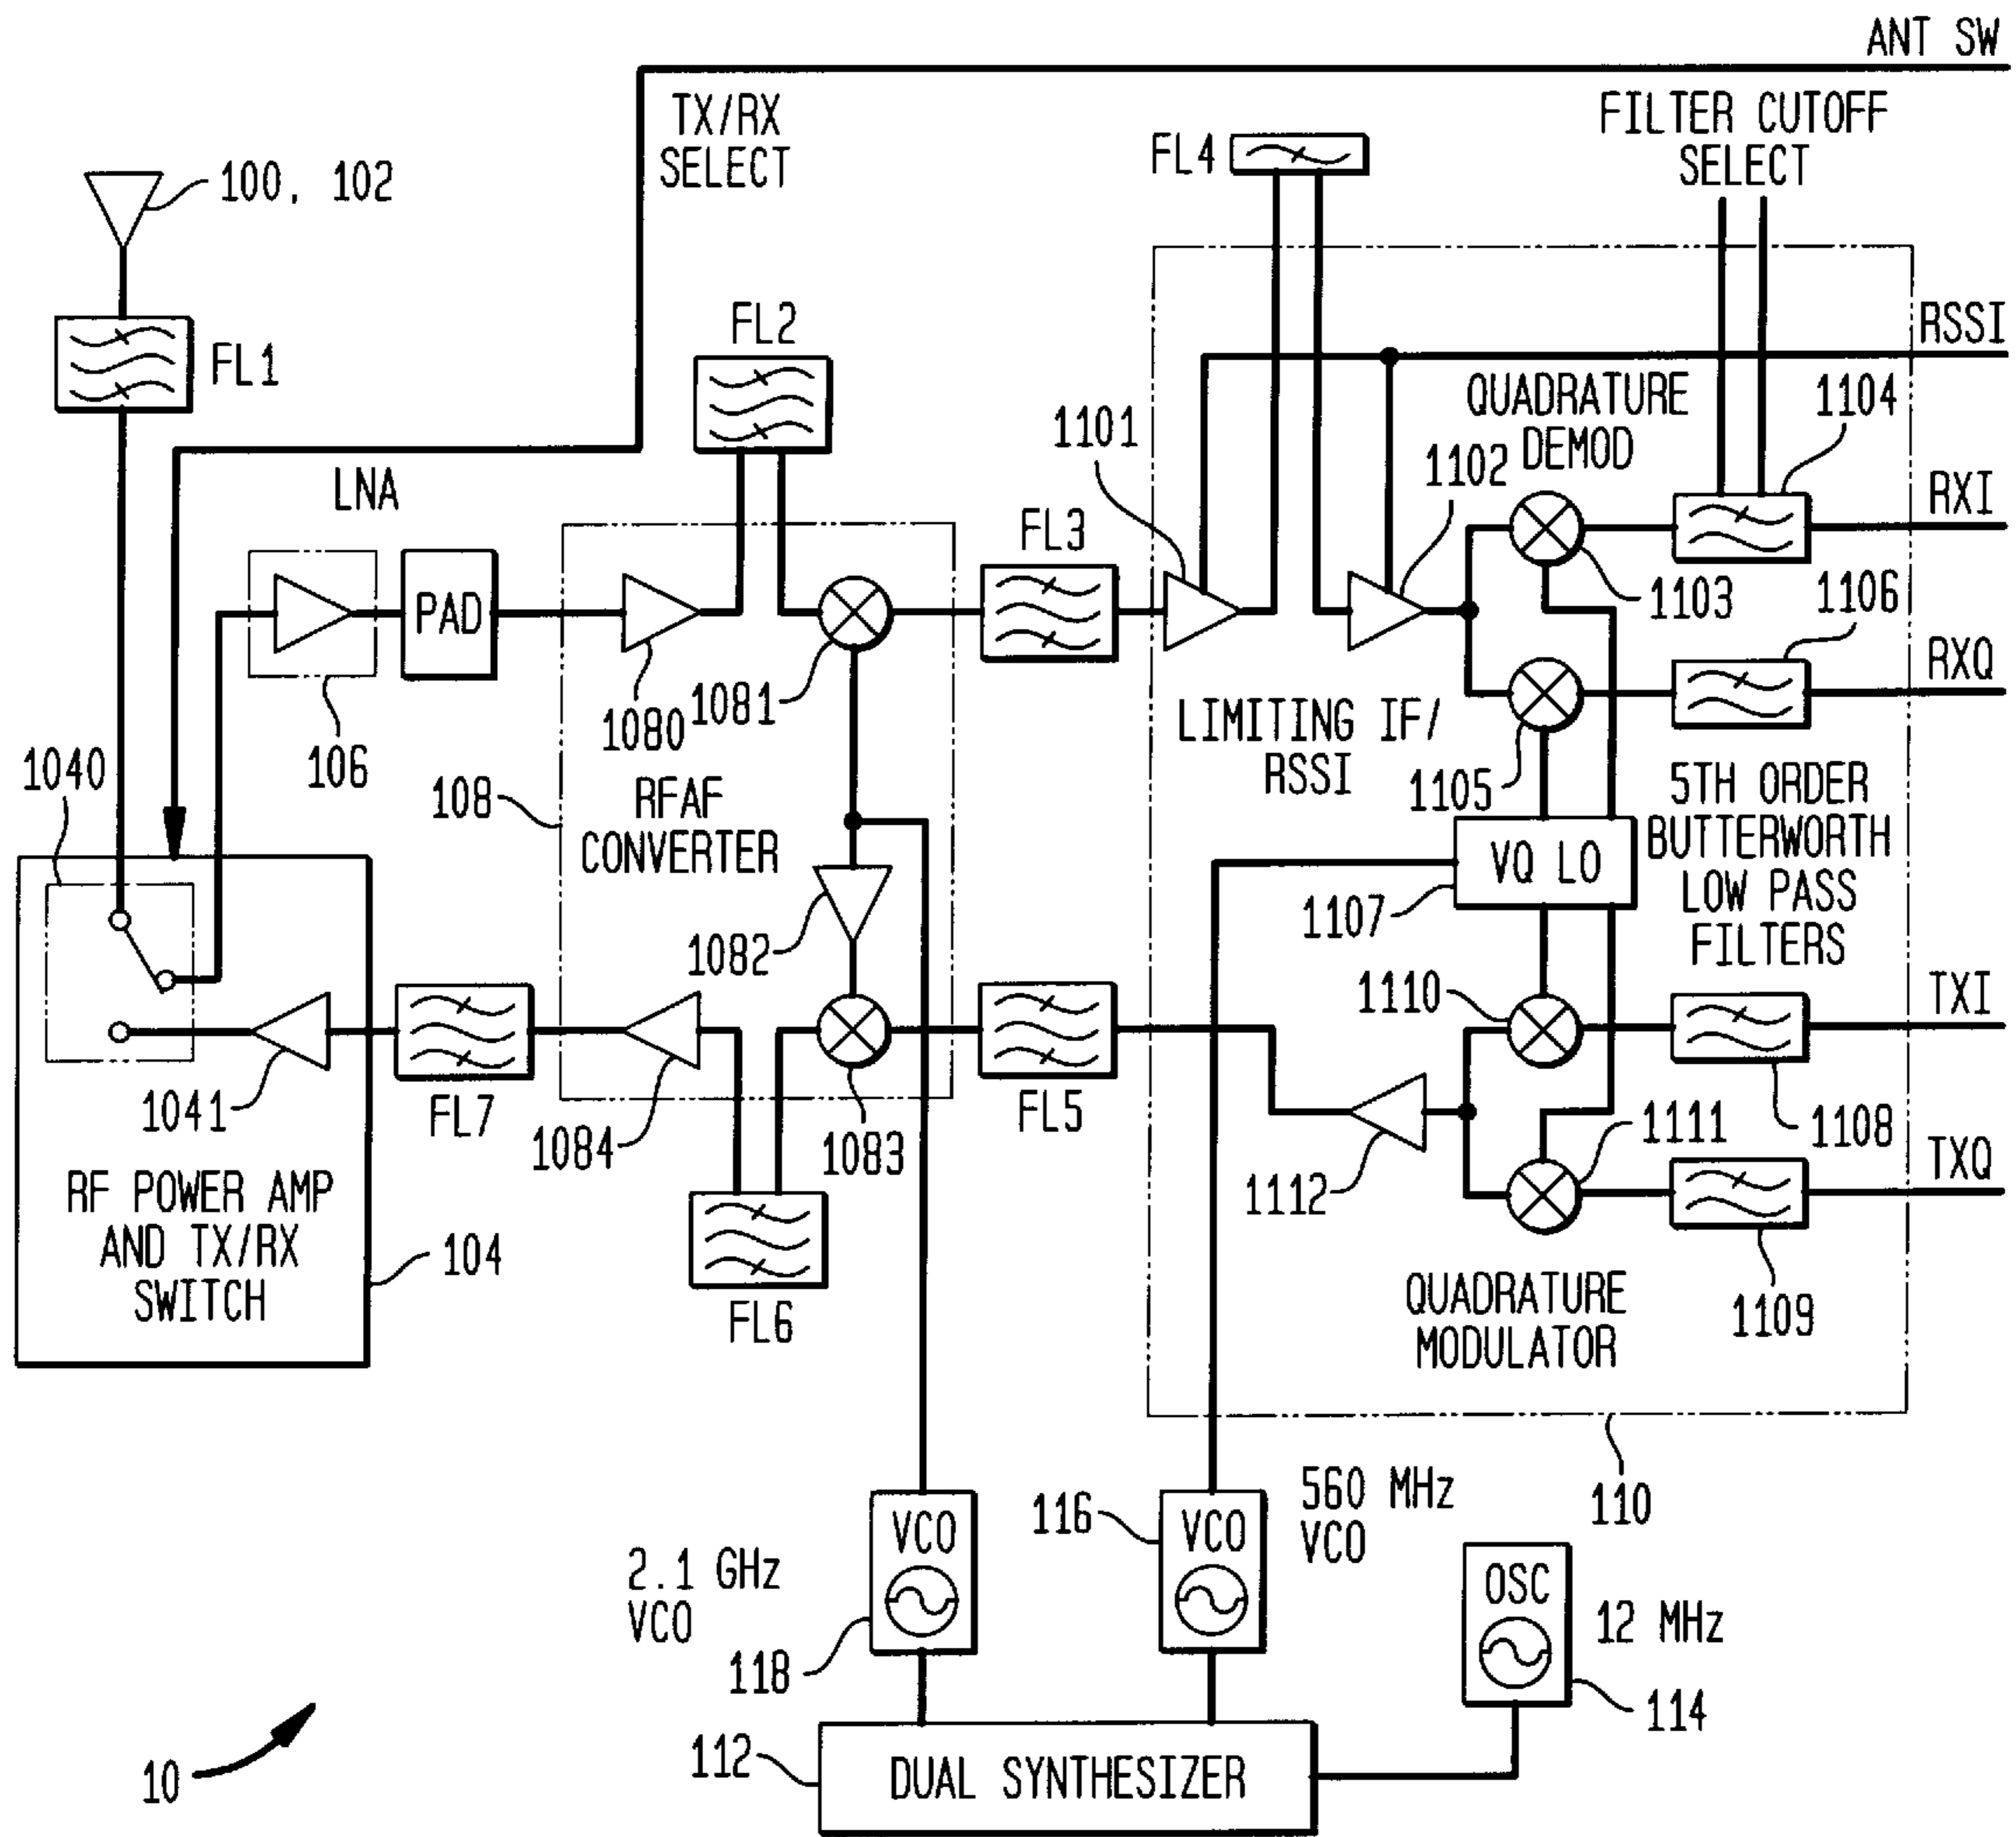 ANT SW
TX/RX
SELECT
FILTER CUTOFF
SELECT
FL4
100, 102
FL1
FL2
RSSI
QUADRATURE
DEMOD
1104
1101
1102
LNA
RXI
FL3
PAD
1103
1106
RXQ
1080
1081
LIMITING IF/
RSSI
106
1040
108
RFAF
CONVERTER
1105
5TH ORDER
BUTTERWORTH
LOW PASS
FILTERS
VQ LO
1107
1082
1110
TXI
1041
FL7
1084
1083
FL5
1108
1111
TXQ
1112
RF POWER AMP
AND TX/RX
SWITCH
104
FL6
QUADRATURE
MODULATOR
1109
110
560 MHz
VCO
116
VCO
VCO
2.1 GHz
VCO
118
OSC
12 MHz
114
112
DUAL SYNTHESIZER
10